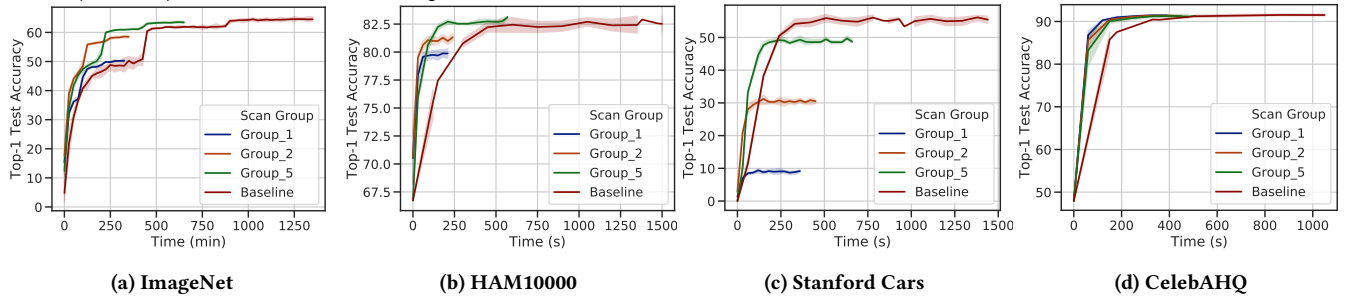 Top-1 Test Accuracy
60
50
40
30
20
10
0
0 250 500 750 1000 1250
Time (min)
Scan Group
Group_1
Group_2
Group_5
Baseline
(a) ImageNet
Top-1 Test Accuracy
82.5
80.0
77.5
75.0
72.5
70.0
67.5
0 250 500 750 1000 1250 1500
Time (s)
Scan Group
Group_1
Group_2
Group_5
Baseline
(b) HAM10000
Top-1 Test Accuracy
50
40
30
20
10
0
0 250 500 750 1000 1250 1500
Time (s)
Scan Group
Group_1
Group_2
Group_5
Baseline
(c) Stanford Cars
Top-1 Test Accuracy
90
80
70
60
50
0 200 400 600 800 1000
Time (s)
Scan Group
Group_1
Group_2
Group_5
Baseline
(d) CelebAHQ